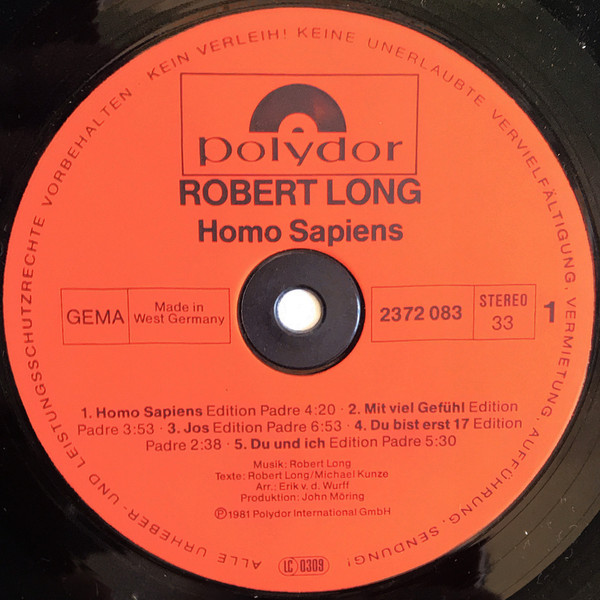 ALLE URHEBER- UND LEISTUNGSSCHUTZRECHTE VORBEHALTEN KEIN VERLEIH! KEINE UNERLAUBTE VERVIELFÄLTIGUNG, VERMIETUNG, AUFFÜHRUNG, SENDUNG!
polydor
ROBERT LONG
Homo Sapiens
GEMA
Made in
West Germany
2372 083
STEREO
33
1
1. Homo Sapiens Edition Padre 4:20 · 2. Mit viel Gefühl Edition
Padre 3:53 · 3. Jos Edition Padre 6:53 · 4. Du bist erst 17 Edition
Padre 2:38 · 5. Du und ich Edition Padre 5:30
Musik: Robert Long
Texte: Robert Long/Michael Kunze
Arr.: Erik v. d. Wurff
Produktion: John Möring
Ⓟ1981 Polydor International GmbH
LC 0309